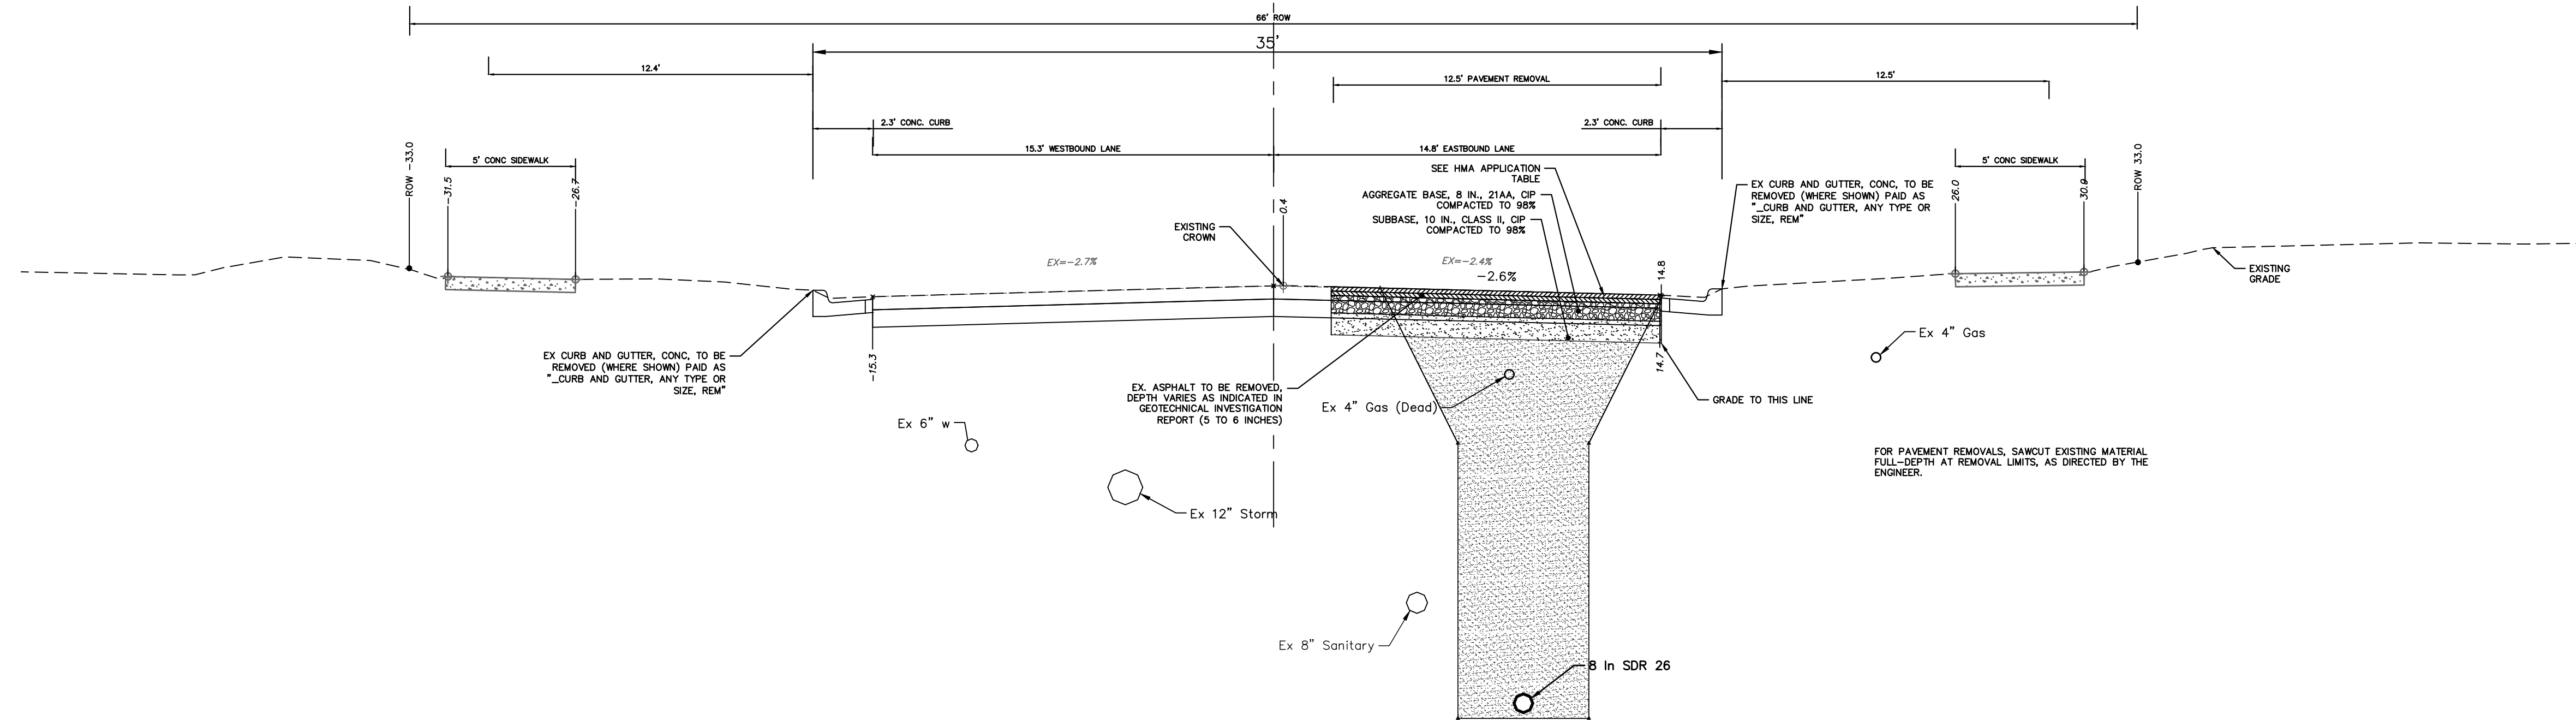 66' ROW
35'
12.4'
12.5' PAVEMENT REMOVAL
12.5'
2.3' CONC. CURB
2.3' CONC. CURB
15.3' WESTBOUND LANE
14.8' EASTBOUND LANE
ROW -33.0
5' CONC SIDEWALK
-31.5
-26.7
5' CONC SIDEWALK
26.0
30.9
ROW 33.0
SEE HMA APPLICATION
TABLE
AGGREGATE BASE, 8 IN., 21AA, CIP
COMPACTED TO 98%
SUBBASE, 10 IN., CLASS II, CIP
COMPACTED TO 98%
EX CURB AND GUTTER, CONC, TO BE
REMOVED (WHERE SHOWN) PAID AS
"_CURB AND GUTTER, ANY TYPE OR
SIZE, REM"
EXISTING
CROWN
0.4
EX=-2.7%
EX=-2.4%
-2.6%
14.8
EXISTING
GRADE
EX CURB AND GUTTER, CONC, TO BE
REMOVED (WHERE SHOWN) PAID AS
"_CURB AND GUTTER, ANY TYPE OR
SIZE, REM"
-15.3
14.7
Ex 4" Gas
EX. ASPHALT TO BE REMOVED,
DEPTH VARIES AS INDICATED IN
GEOTECHNICAL INVESTIGATION
REPORT (5 TO 6 INCHES)
Ex 4" Gas (Dead)
GRADE TO THIS LINE
Ex 6" w
FOR PAVEMENT REMOVALS, SAWCUT EXISTING MATERIAL
FULL-DEPTH AT REMOVAL LIMITS, AS DIRECTED BY THE
ENGINEER.
Ex 12" Storm
Ex 8" Sanitary
8 In SDR 26